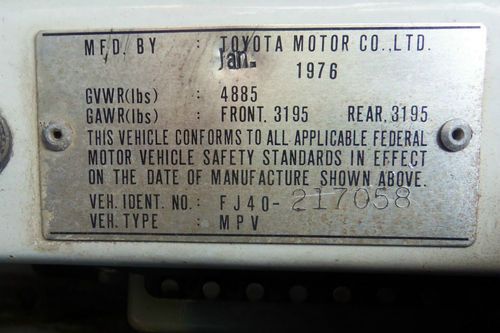 MFD. BY : TOYOTA MOTOR CO., LTD.
Jan. 1976
GVWR(lbs) : 4885
GAWR(lbs) : FRONT. 3195 REAR. 3195
THIS VEHICLE CONFORMS TO ALL APPLICABLE FEDERAL
MOTOR VEHICLE SAFETY STANDARDS IN EFFECT
ON THE DATE OF MANUFACTURE SHOWN ABOVE.
VEH. IDENT. NO. : FJ40-217058
VEH. TYPE : MPV